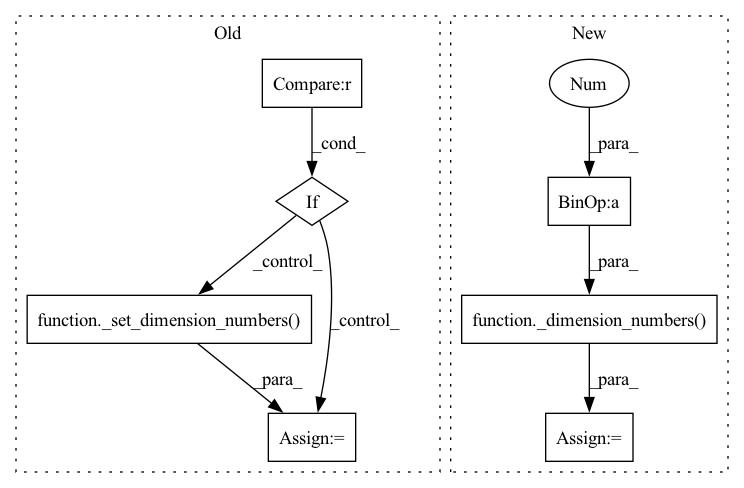 Old
New
Compare:r
Num
_cond_
_para_
If
BinOp:a
_control_
_control_
_para_
function._set_dimension_numbers()
function._dimension_numbers()
_para_
_para_
Assign:=
Assign:=